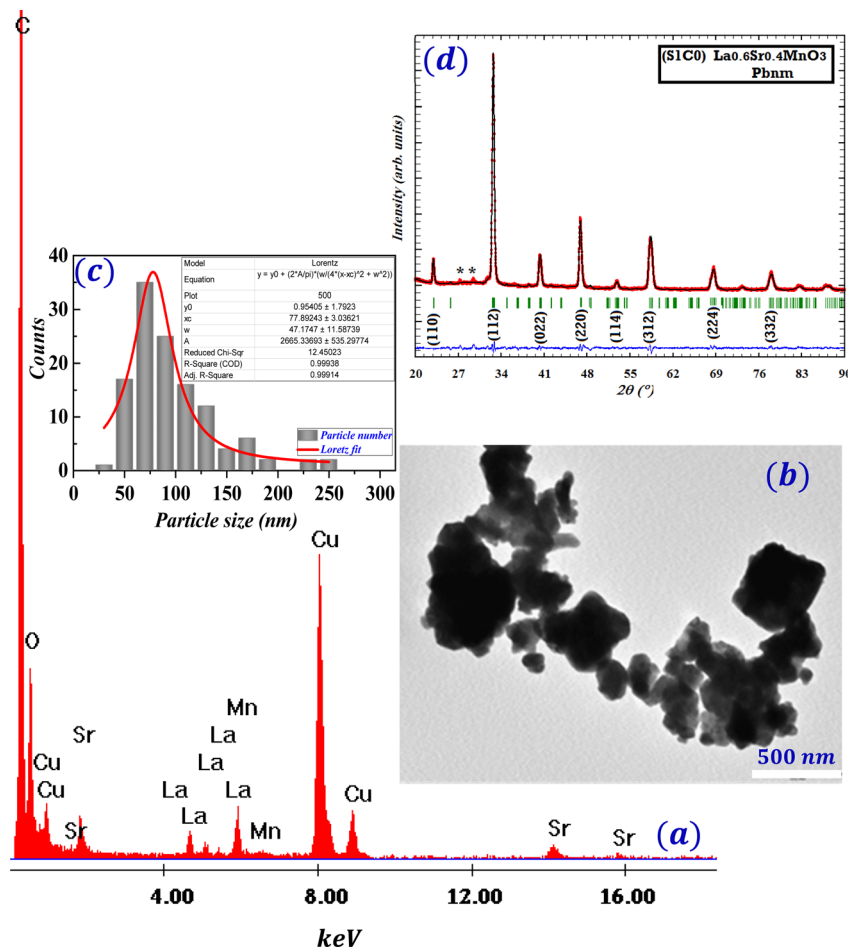 C
O
Cu
Cu
Sr
Sr
La
La
La
La
La
Mn
Mn
Cu
Cu
Sr
Sr
(a)
4.00 8.00 12.00 16.00
keV
(c)
Counts
40
30
20
10
0
0 50 100 150 200 250 300
Particle size (nm)
Model Lorentz
Equation y = y0 + (2*A/pi)*(w/(4*(x-xc)^2 + w^2))
Plot 500
y0 0.95405 ± 1.7923
xc 77.89243 ± 3.03621
w 47.1747 ± 11.58739
A 2665.33693 ± 535.29774
Reduced Chi-Sqr 12.45023
R-Square (COD) 0.99938
Adj. R-Square 0.99914
Particle number
Loretz fit
(d)
(S1C0) La0.6Sr0.4MnO3
Pbnm
Intensity (arb. units)
* *
(110) (112) (022) (220) (114) (312) (224) (332)
20 27 34 41 48 55 62 69 76 83 90
2θ (°)
(b)
500 nm